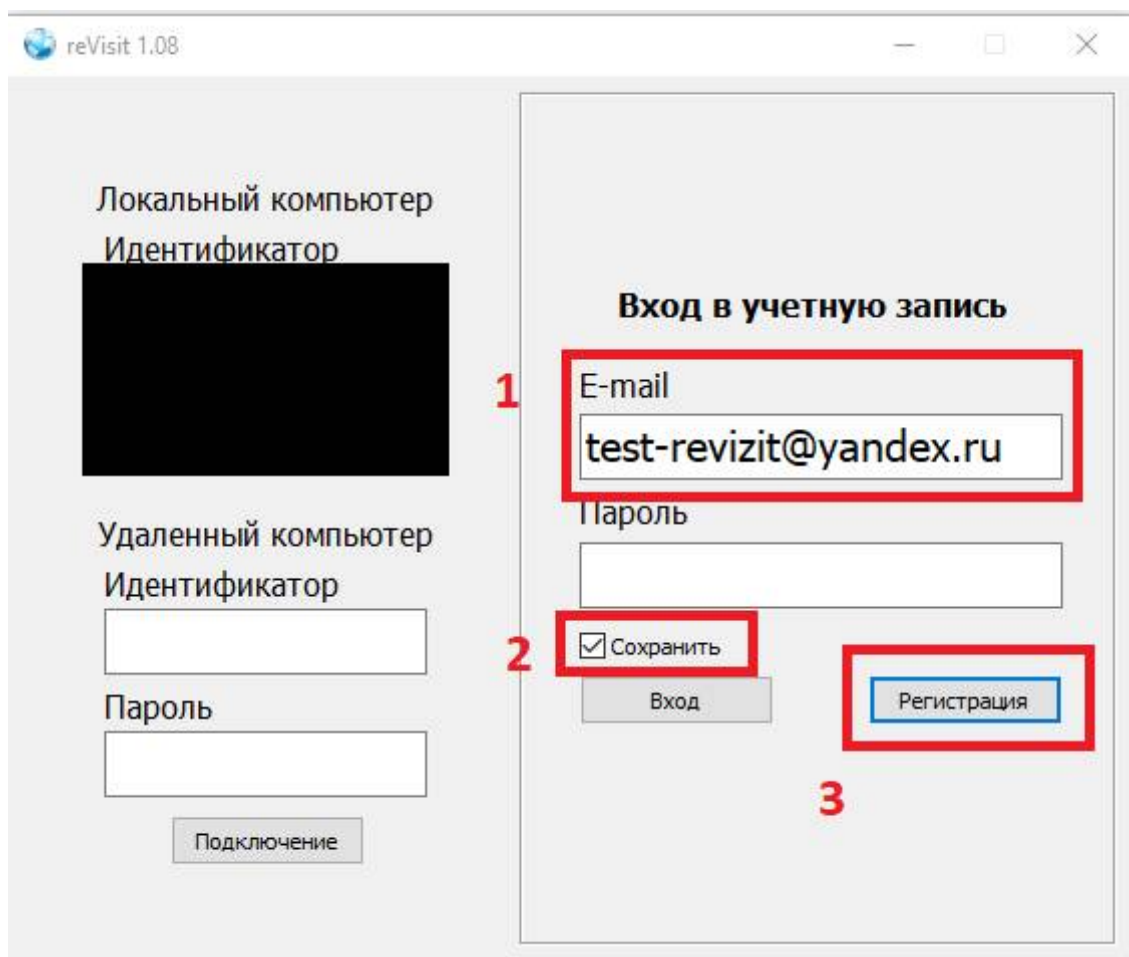 reVisit 1.08
Локальный компьютер
Идентификатор
Удаленный компьютер
Идентификатор
Пароль
Подключение
Вход в учетную запись
1
E-mail
test-revizit@yandex.ru
Пароль
2
Сохранить
Вход
Регистрация
3